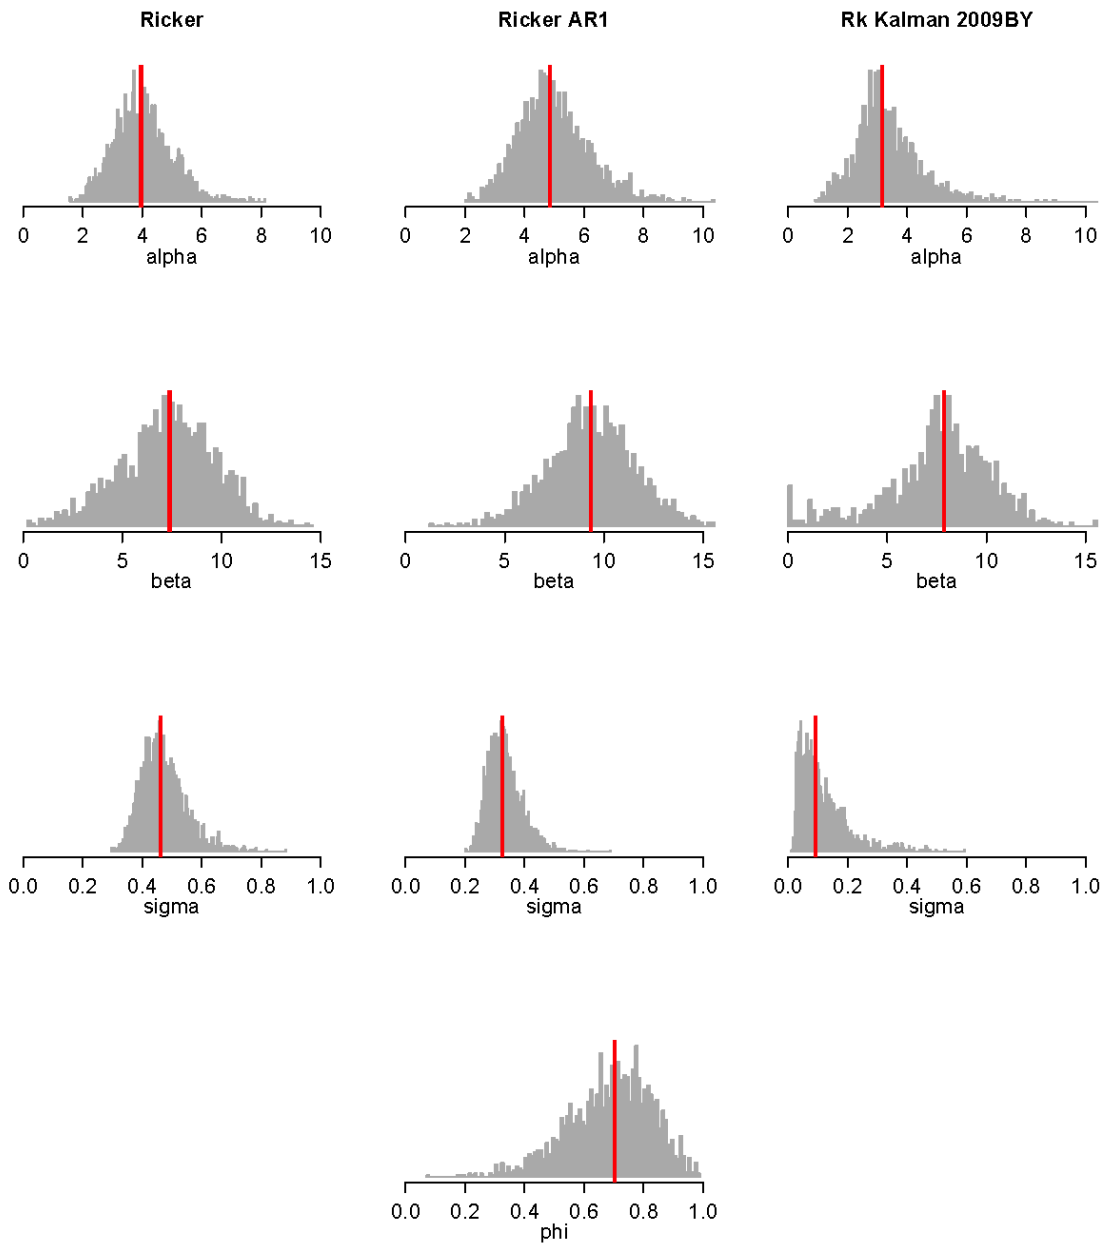 Ricker Ricker AR1 Rk Kalman 2009BY
0 2 4 6 8 10 0 2 4 6 8 10 0 2 4 6 8 10
alpha alpha alpha
0 5 10 15 0 5 10 15 0 5 10 15
beta beta beta
0.0 0.2 0.4 0.6 0.8 1.0 0.0 0.2 0.4 0.6 0.8 1.0 0.0 0.2 0.4 0.6 0.8 1.0
sigma sigma sigma
0.0 0.2 0.4 0.6 0.8 1.0
phi